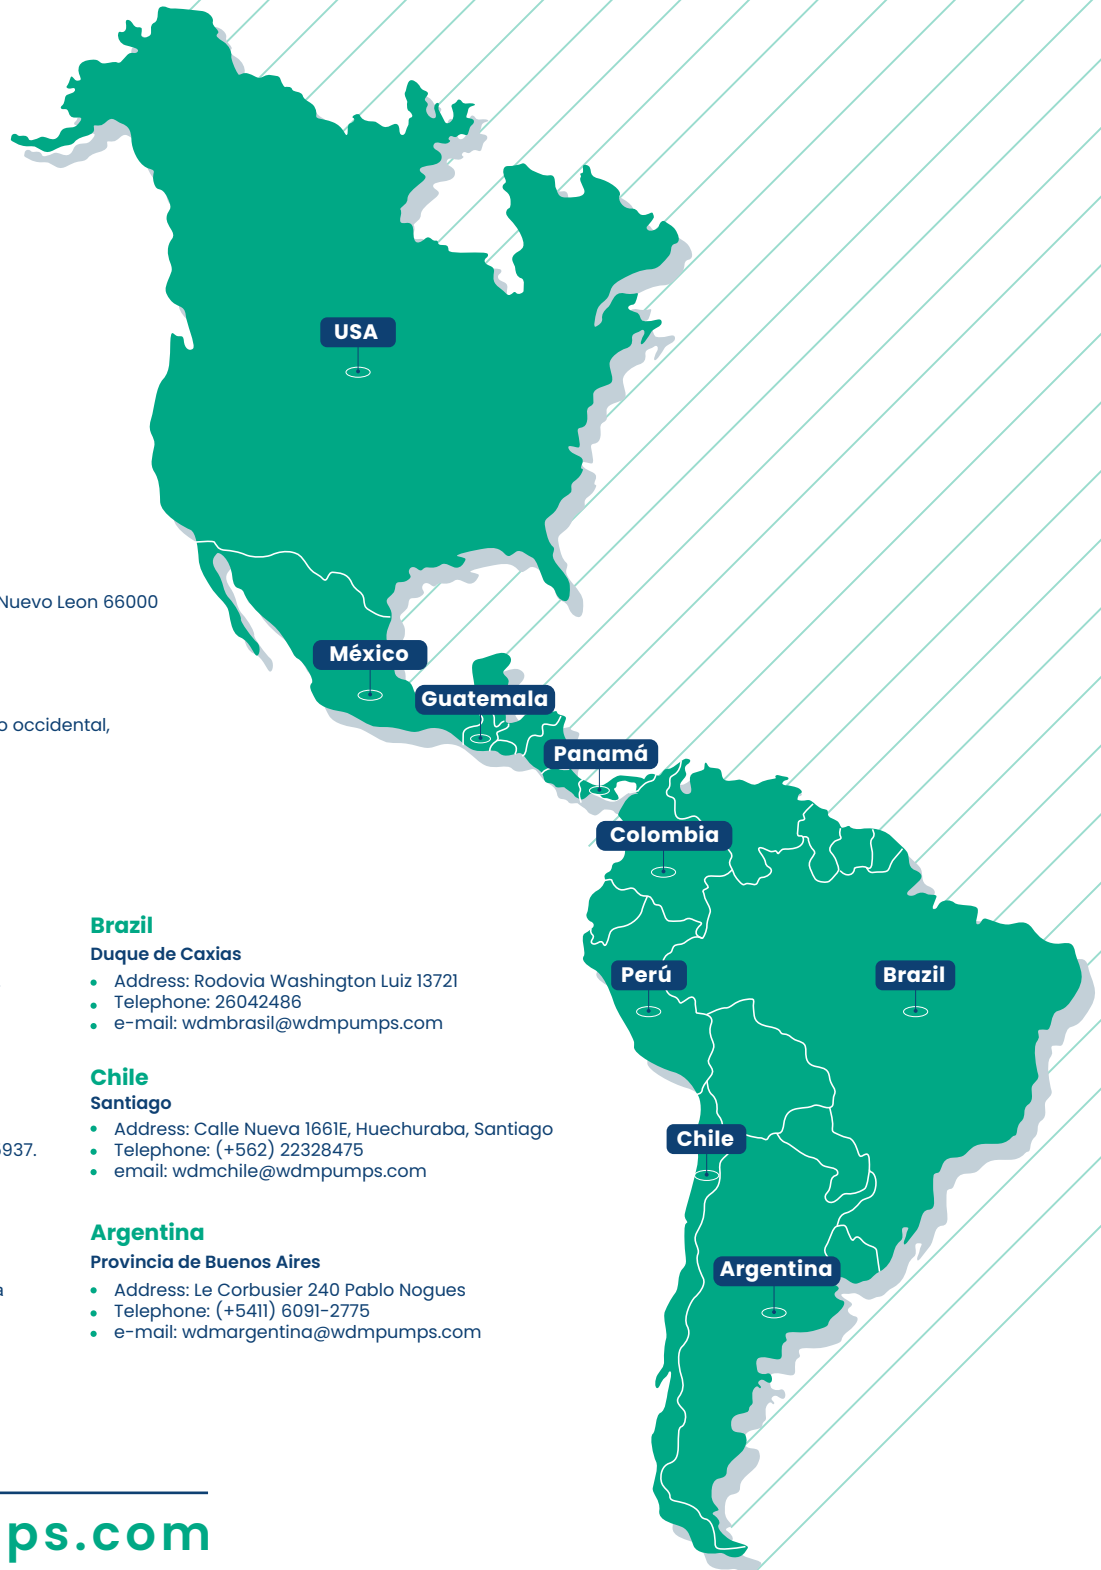 USA
Nuevo Leon 66000
México
Guatemala
occidental,
Panamá
Colombia
Perú
Brazil
Chile
Argentina
Brazil
Duque de Caxias
• Address: Rodovia Washington Luiz 13721
• Telephone: 26042486
• e-mail: wdmbrasil@wdmpumps.com
Chile
Santiago
• Address: Calle Nueva 1661E, Huechuraba, Santiago
937.
• Telephone: (+562) 22328475
• email: wdmchile@wdmpumps.com
Argentina
Provincia de Buenos Aires
• Address: Le Corbusier 240 Pablo Nogues
• Telephone: (+5411) 6091-2775
• e-mail: wdmargentina@wdmpumps.com
ps.com